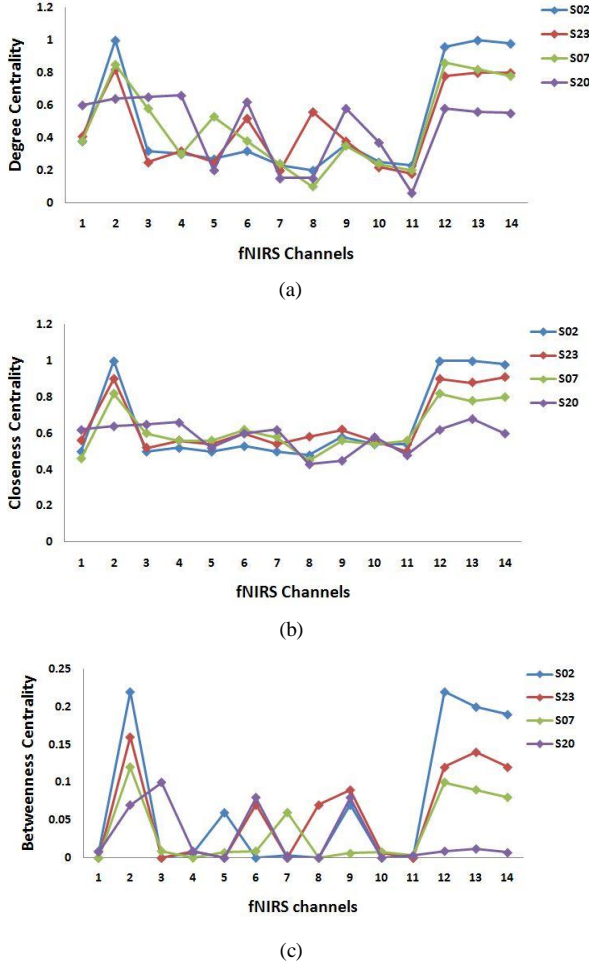 1.2
1
0.8
0.6
0.4
0.2
0
Degree Centrality
1 2 3 4 5 6 7 8 9 10 11 12 13 14
fNIRS Channels
S02
S23
S07
S20
(a)
1.2
1
0.8
0.6
0.4
0.2
0
Closeness Centrality
1 2 3 4 5 6 7 8 9 10 11 12 13 14
fNIRS Channels
S02
S23
S07
S20
(b)
0.25
0.2
0.15
0.1
0.05
0
Betweenness Centrality
1 2 3 4 5 6 7 8 9 10 11 12 13 14
fNIRS channels
S02
S23
S07
S20
(c)